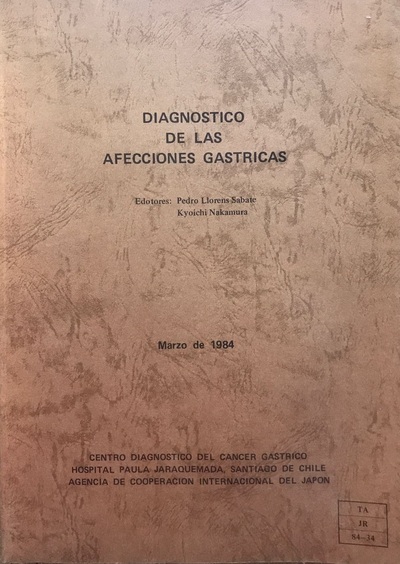 DIAGNOSTICO
DE LAS
AFECCIONES GASTRICAS
Edotores: Pedro Llorens Sabate
Kyoichi Nakamura
Marzo de 1984
CENTRO DIAGNOSTICO DEL CANCER GASTRICO
HOSPITAL PAULA JARAQUEMADA, SANTIAGO DE CHILE
AGENCIA DE COOPERACION INTERNACIONAL DEL JAPON
TA
JR
84-34